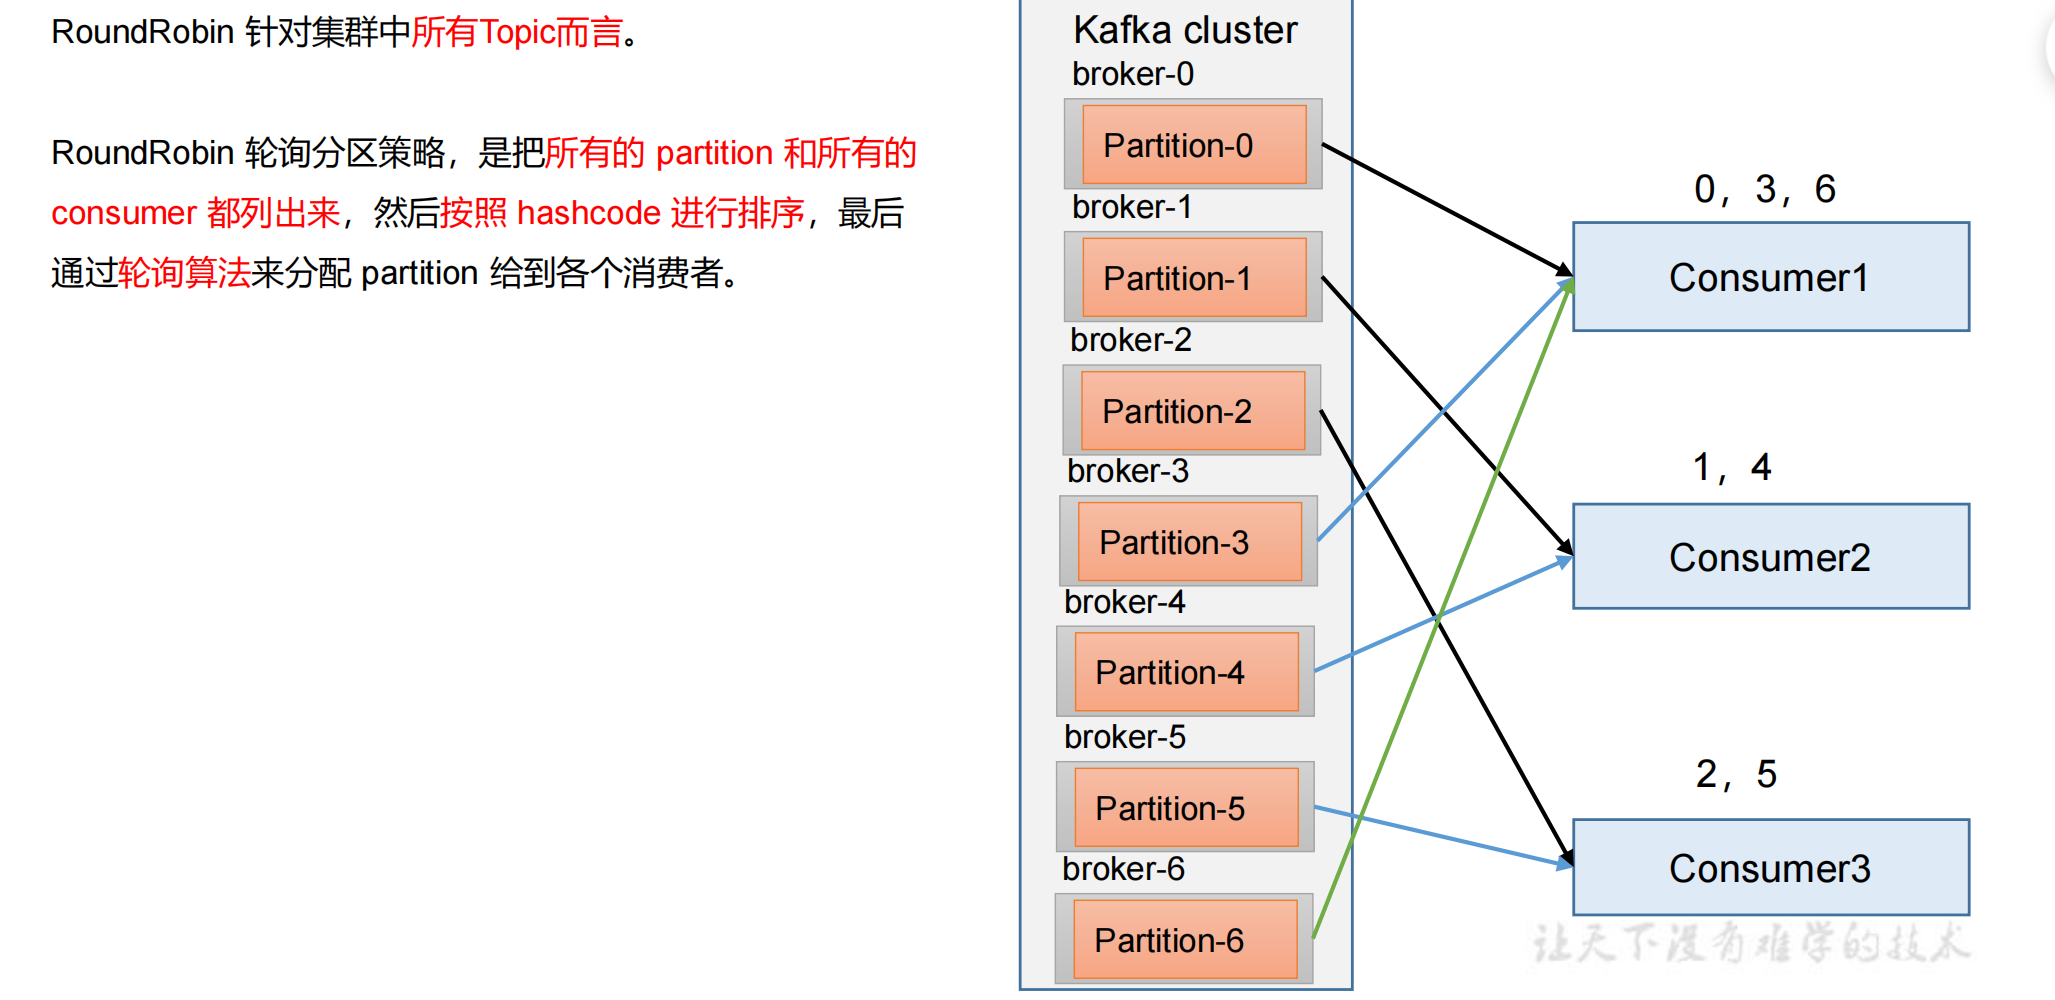 RoundRobin 针对集群中所有Topic而言。
RoundRobin 轮询分区策略，是把所有的 partition 和所有的
consumer 都列出来，然后按照 hashcode 进行排序，最后
通过轮询算法来分配 partition 给到各个消费者。
Kafka cluster
broker-0
Partition-0
broker-1
Partition-1
broker-2
Partition-2
broker-3
Partition-3
broker-4
Partition-4
broker-5
Partition-5
broker-6
Partition-6
0，3，6
Consumer1
1，4
Consumer2
2，5
Consumer3
让天下没有难学的技术